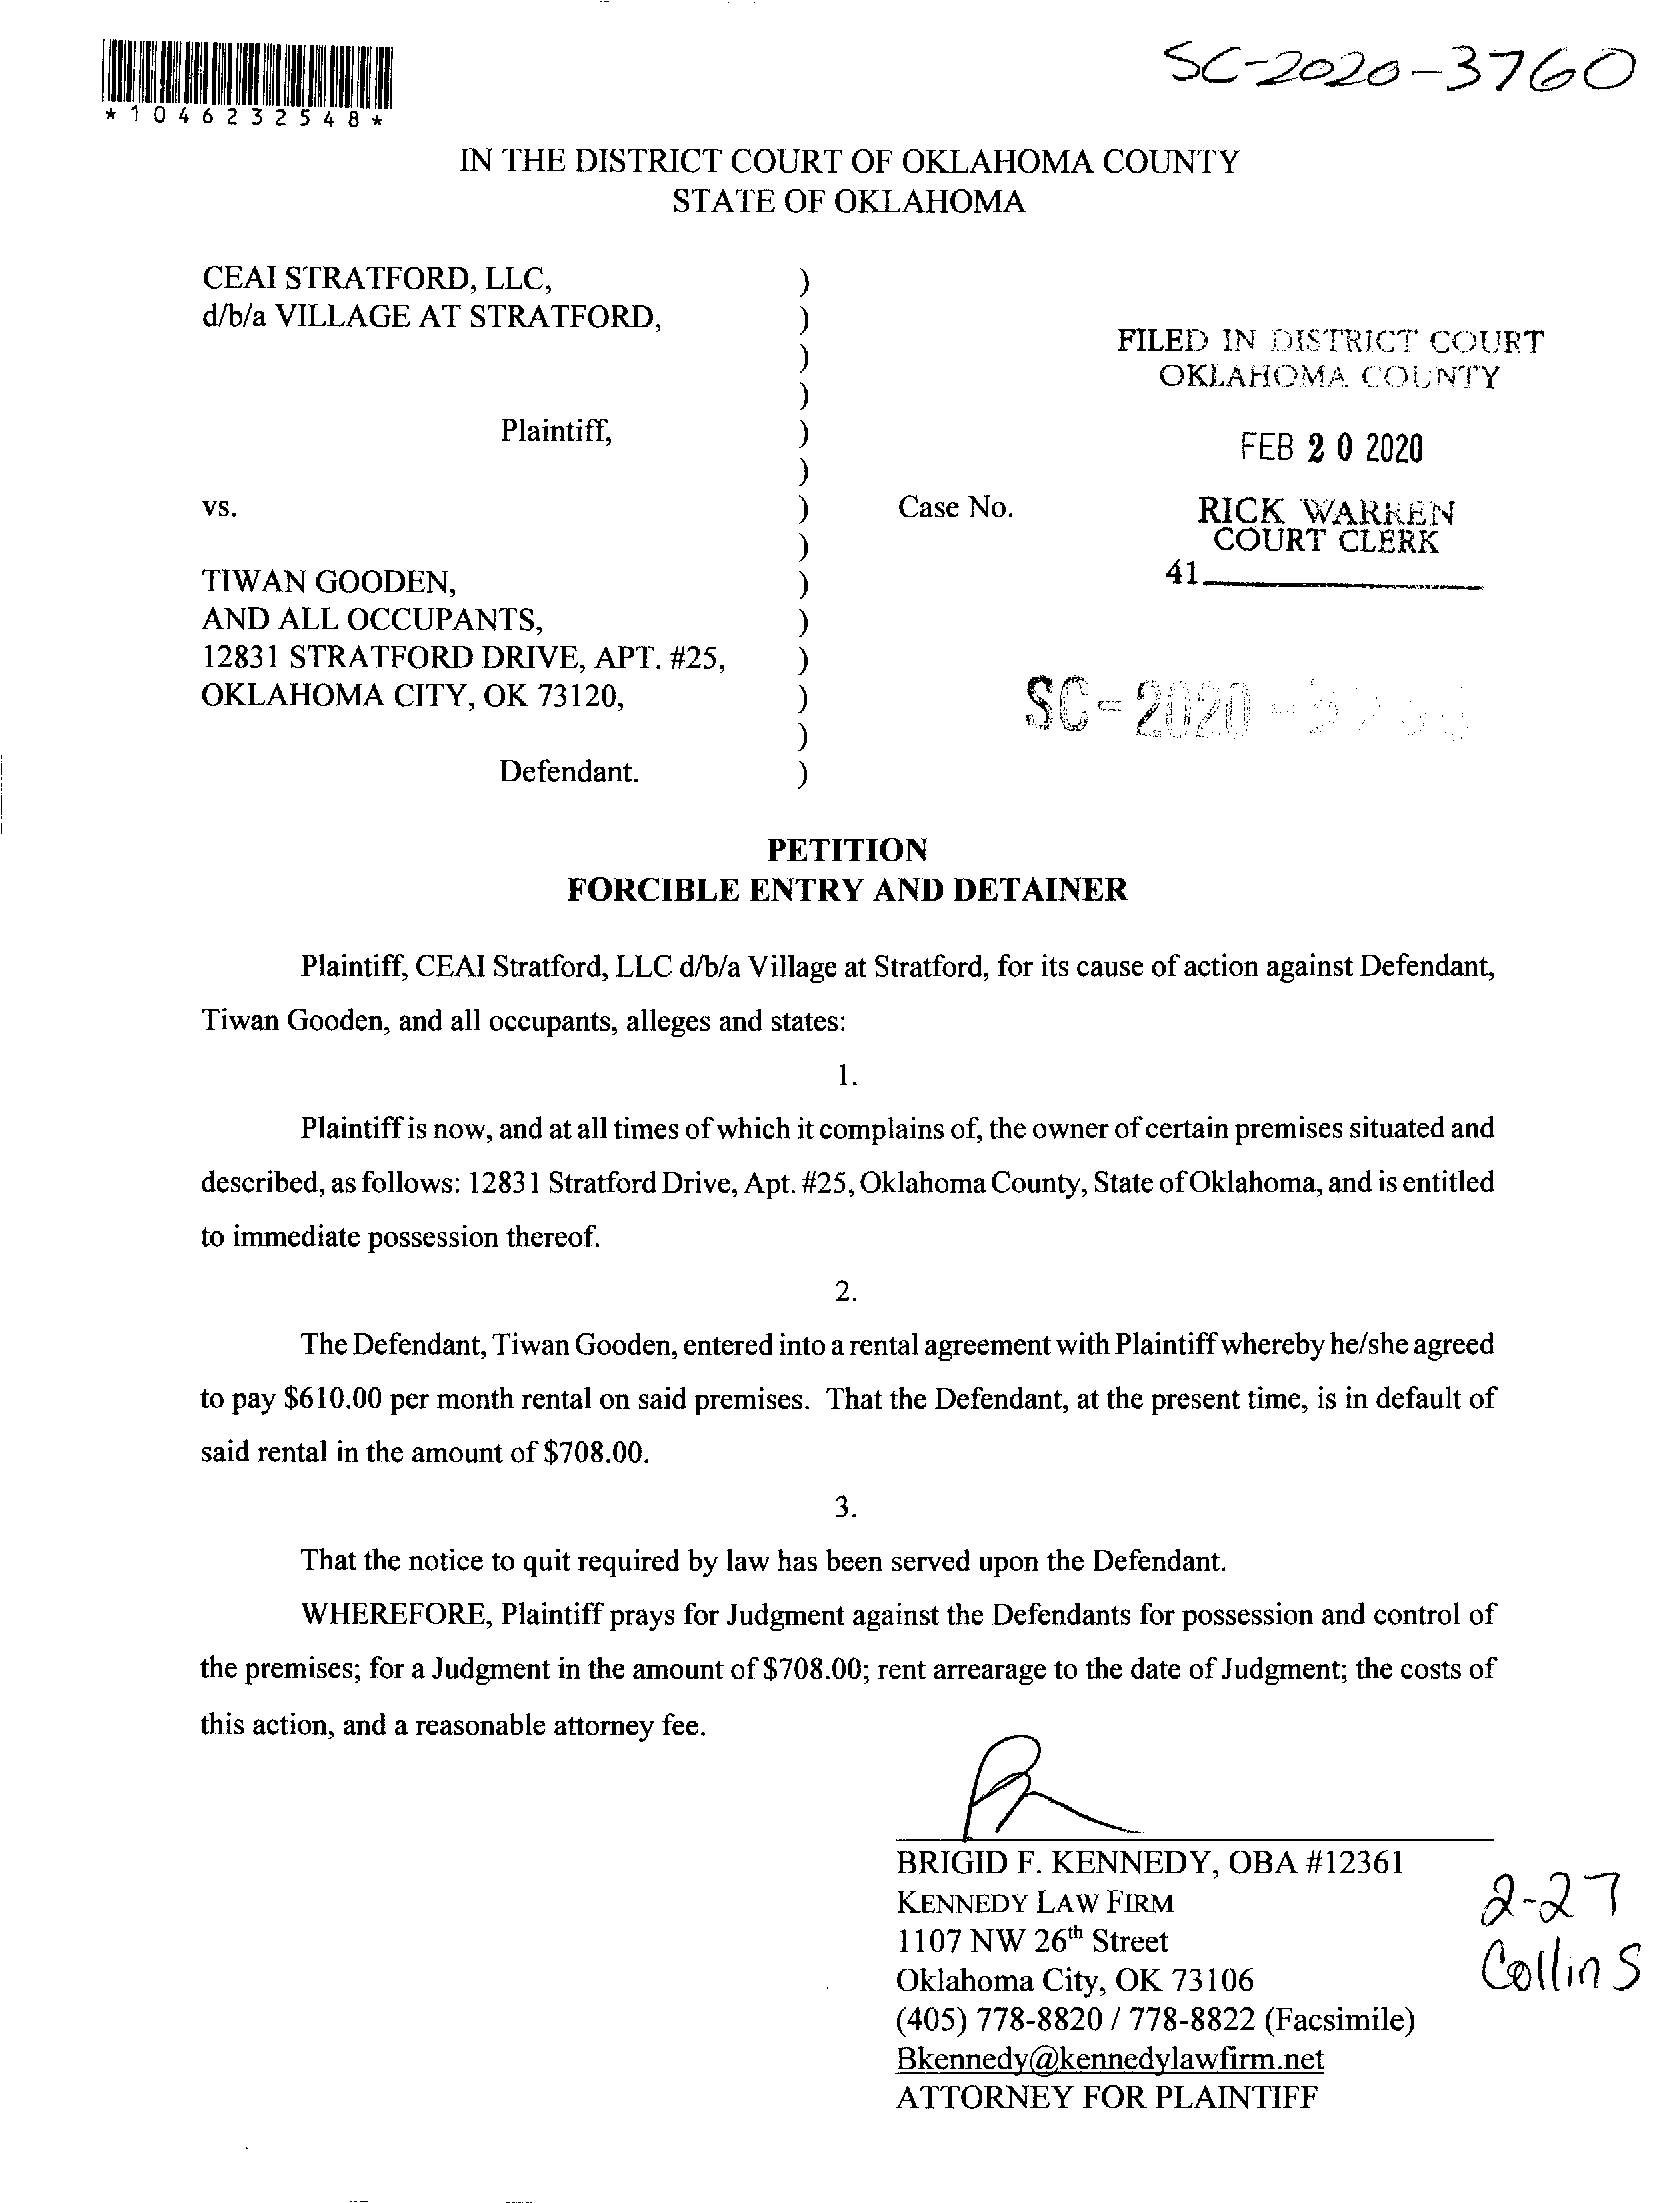 *1046232548*
SC-2020-3760
IN THE DISTRICT COURT OF OKLAHOMA COUNTY
STATE OF OKLAHOMA
CEAI STRATFORD, LLC, )
d/b/a VILLAGE AT STRATFORD, )
)
)
Plaintiff, )
)
vs. )
)
TIWAN GOODEN, )
AND ALL OCCUPANTS, )
12831 STRATFORD DRIVE, APT. #25, )
OKLAHOMA CITY, OK 73120, )
)
Defendant. )
FILED IN DISTRICT COURT
OKLAHOMA COUNTY
FEB 20 2020
Case No.
RICK WARREN
COURT CLERK
41
SC-2020-
PETITION
FORCIBLE ENTRY AND DETAINER
Plaintiff, CEAI Stratford, LLC d/b/a Village at Stratford, for its cause of action against Defendant,
Tiwan Gooden, and all occupants, alleges and states:
1.
Plaintiff is now, and at all times of which it complains of, the owner of certain premises situated and
described, as follows: 12831 Stratford Drive, Apt. #25, Oklahoma County, State of Oklahoma, and is entitled
to immediate possession thereof.
2.
The Defendant, Tiwan Gooden, entered into a rental agreement with Plaintiff whereby he/she agreed
to pay $610.00 per month rental on said premises. That the Defendant, at the present time, is in default of
said rental in the amount of $708.00.
3.
That the notice to quit required by law has been served upon the Defendant.
WHEREFORE, Plaintiff prays for Judgment against the Defendants for possession and control of
the premises; for a Judgment in the amount of $708.00; rent arrearage to the date of Judgment; the costs of
this action, and a reasonable attorney fee.
BRIGID F. KENNEDY, OBA #12361
KENNEDY LAW FIRM
1107 NW 26th Street
Oklahoma City, OK 73106
(405) 778-8820 / 778-8822 (Facsimile)
Bkennedy@kennedylawfirm.net
ATTORNEY FOR PLAINTIFF
2-27
Collins